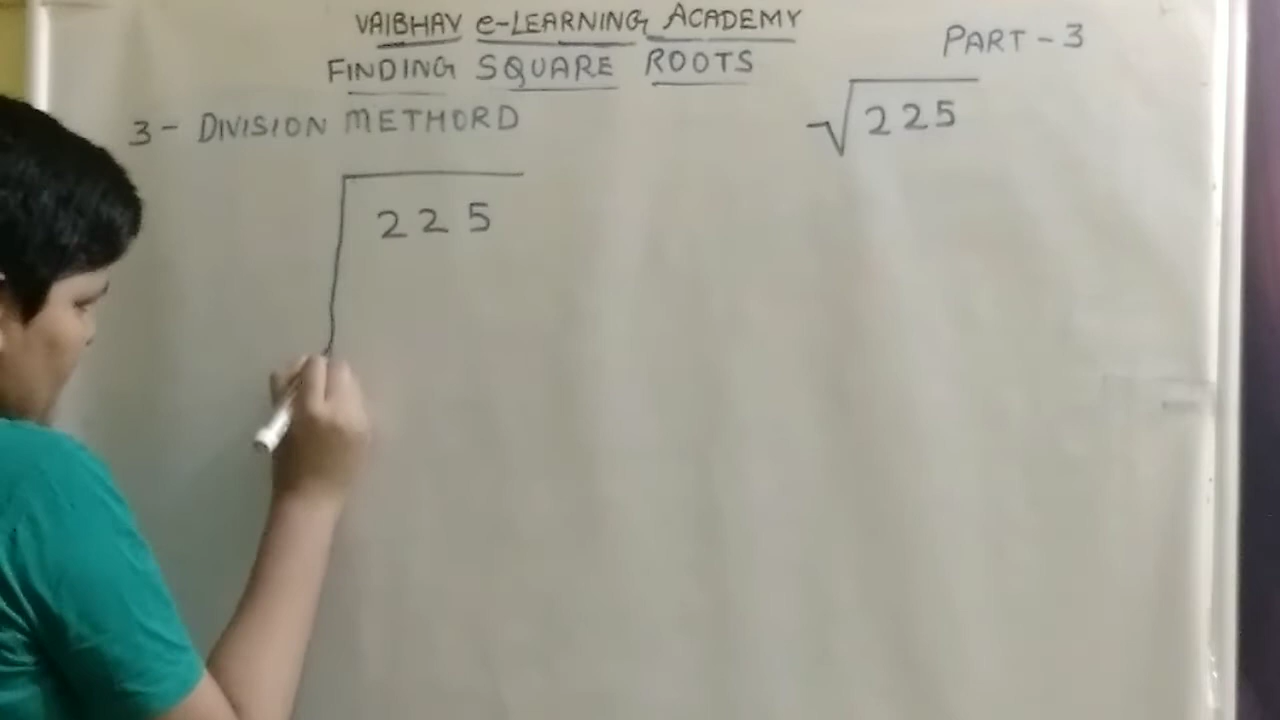 VAIBHAV e-LEARNING ACADEMY
PART - 3
FINDING SQUARE ROOTS
3 - DIVISION METHORD
√225
225